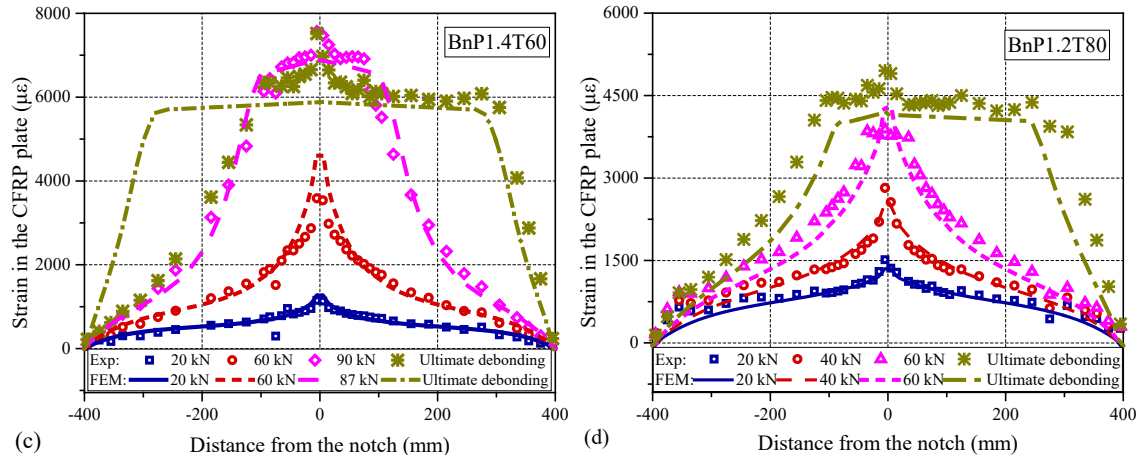 8000
6000
4000
2000
0
Strain in the CFRP plate (με)
BnP1.4T60
Exp: 20 kN 60 kN 90 kN Ultimate debonding
FEM: 20 kN 60 kN 87 kN Ultimate debonding
-400 -200 0 200 400
(c) Distance from the notch (mm)
6000
4500
3000
1500
0
Strain in the CFRP plate (με)
BnP1.2T80
Exp: 20 kN 40 kN 60 kN Ultimate debonding
FEM: 20 kN 40 kN 60 kN Ultimate debonding
-400 -200 0 200 400
(d) Distance from the notch (mm)